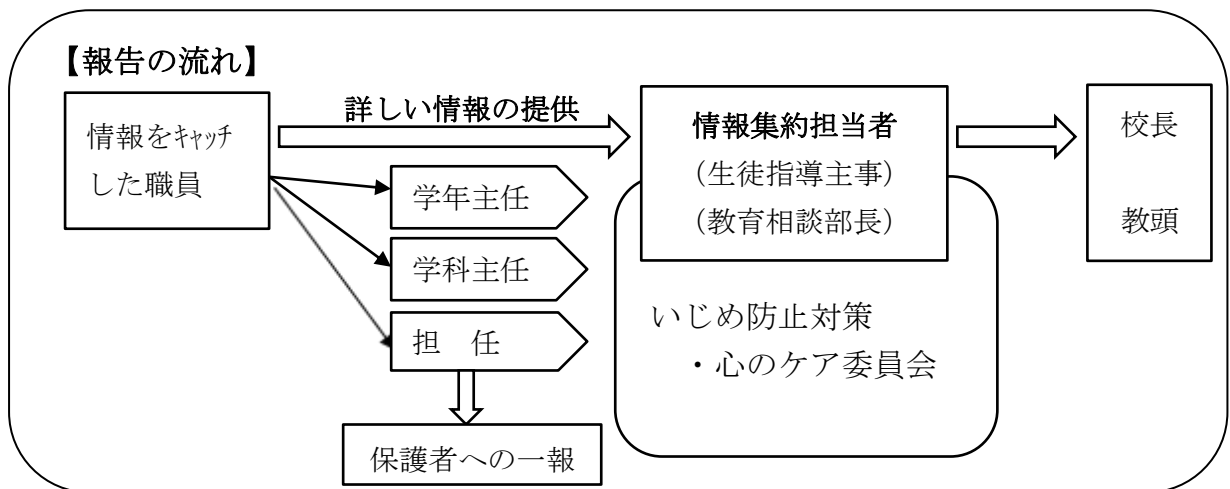 【報告の流れ】
情報をｷｬｯﾁ
した職員
詳しい情報の提供
情報集約担当者
（生徒指導主事）
（教育相談部長）
校長
教頭
学年主任
学科主任
担　任
保護者への一報
いじめ防止対策
・心のケア委員会